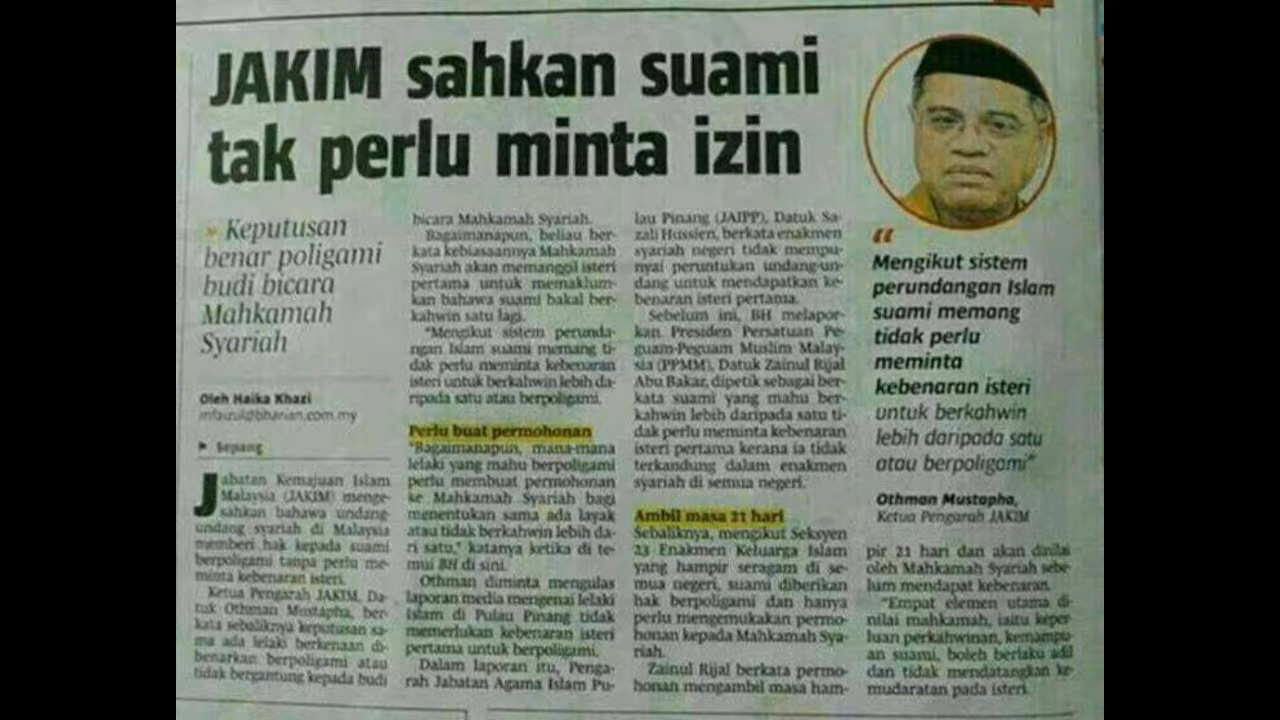 JAKIM sahkan suami
tak perlu minta izin
» Keputusan
benar poligami
budi bicara
Mahkamah
Syariah
Oleh Haika Khazi
mfairul@bharian.com.my
Sepang
Jabatan Kemajuan Islam
Malaysia (JAKIM) menge-
sahkan bahawa undang-
undang syariah di Malaysia
memberi hak kepada suami
berpoligami tanpa perlu me-
minta kebenaran isteri.
Ketua Pengarah JAKIM, Da-
tuk Othman Mustapha, ber-
kata sebaliknya keputusan sa-
ma ada lelaki berkenaan di-
benarkan berpoligami atau
tidak bergantung kepada budi
bicara Mahkamah Syariah.
Bagaimanapun, beliau ber-
kata kebiasaannya Mahkamah
Syariah akan memanggil isteri
pertama untuk memaklum-
kan bahawa suami bakal ber-
kahwin satu lagi.
"Mengikut sistem perunda-
ngan Islam suami memang ti-
dak perlu meminta kebenaran
isteri untuk berkahwin lebih da-
ripada satu atau berpoligami.
Perlu buat permohonan
"Bagaimanapun, mana-mana
lelaki yang mahu berpoligami
perlu membuat permohonan
ke Mahkamah Syariah bagi
menentukan sama ada layak
atau tidak berkahwin lebih da-
ri satu," katanya ketika di te-
mui BH di sini.
Othman diminta mengulas
laporan media mengenai lelaki
Islam di Pulau Pinang tidak
memerlukan kebenaran isteri
pertama untuk berpoligami.
Dalam laporan itu, Penga-
rah Jabatan Agama Islam Pu-
lau Pinang (JAIPP), Datuk Sa-
zali Hussien, berkata enakmen
syariah negeri tidak mempu-
nyai peruntukan undang-un-
dang untuk mendapatkan ke-
benaran isteri pertama.
Sebelum ini, BH melapor-
kan Presiden Persatuan Pe-
guam-Peguam Muslim Malay-
sia (PPMM), Datuk Zainul Rijal
Abu Bakar, dipetik sebagai ber-
kata suami yang mahu ber-
kahwin lebih daripada satu ti-
dak perlu meminta kebenaran
isteri pertama kerana ia tidak
terkandung dalam enakmen
syariah di semua negeri.
Ambil masa 21 hari
Sebaliknya, mengikut Seksyen
23 Enakmen Keluarga Islam
yang hampir seragam di se-
mua negeri, suami diberikan
hak berpoligami dan hanya
perlu mengemukakan permo-
honan kepada Mahkamah Sya-
riah.
Zainul Rijal berkata permo-
honan mengambil masa ham-
pir 21 hari dan akan dinilai
oleh Mahkamah Syariah sebe-
lum mendapat kebenaran.
"Empat elemen utama di-
nilai mahkamah, iaitu keper-
luan perkahwinan, kemampu-
an suami, boleh berlaku adil
dan tidak mendatangkan ke-
mudaratan pada isteri.
“
Mengikut sistem
perundangan Islam
suami memang
tidak perlu
meminta
kebenaran isteri
untuk berkahwin
lebih daripada satu
atau berpoligami"
Othman Mustapha,
Ketua Pengarah JAKIM